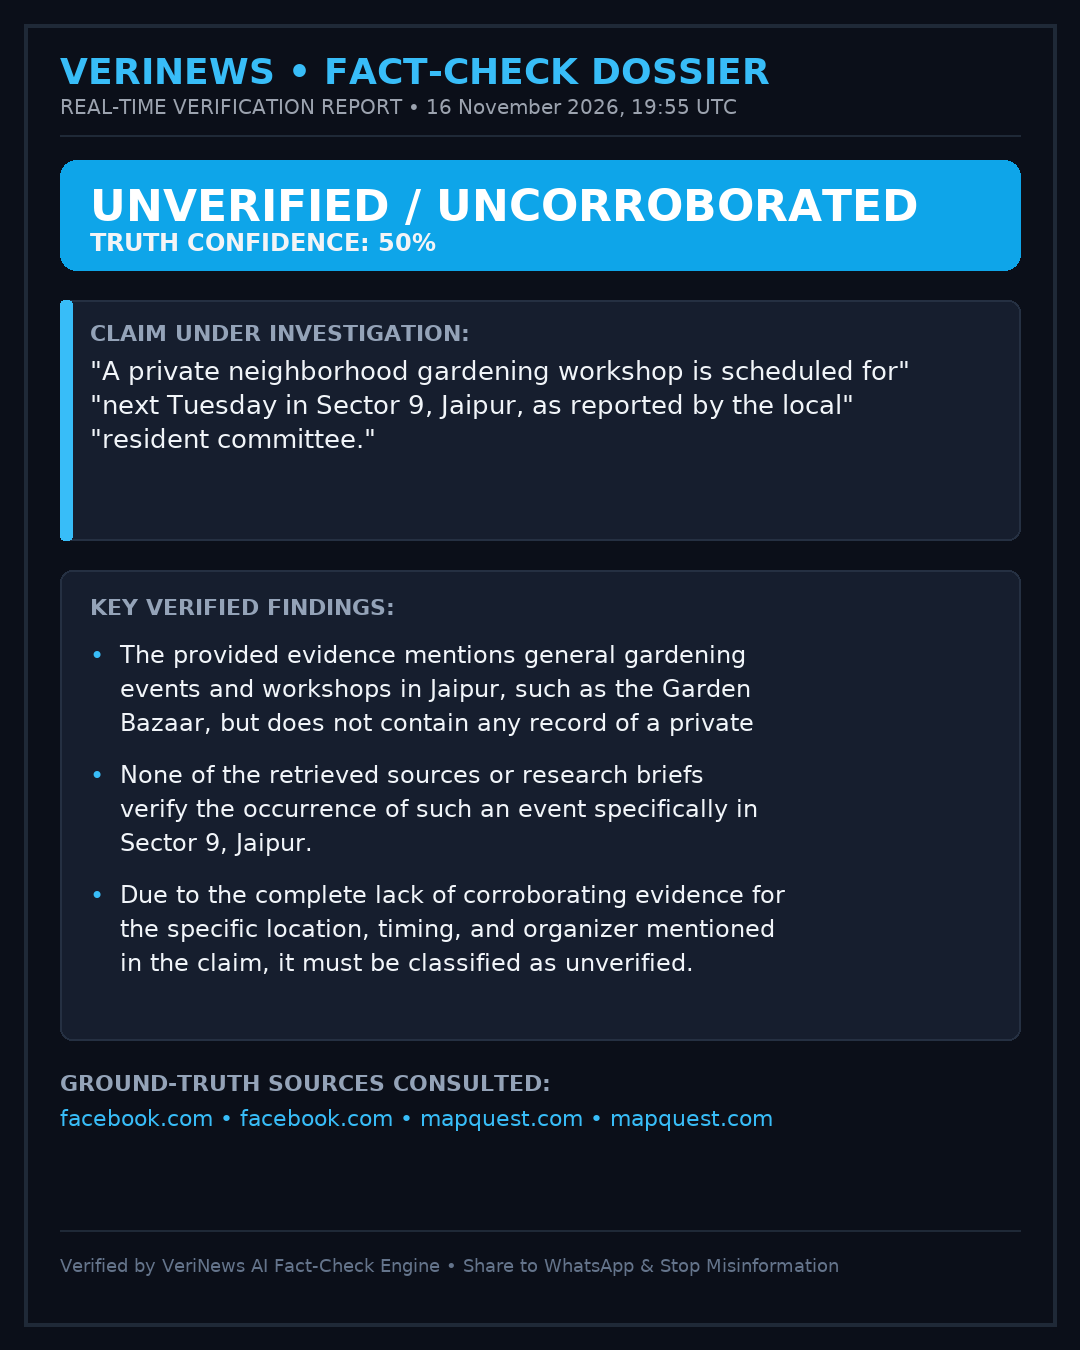 VERINEWS • FACT-CHECK DOSSIER
REAL-TIME VERIFICATION REPORT • 16 November 2026, 19:55 UTC
UNVERIFIED / UNCORROBORATED
TRUTH CONFIDENCE: 50%
CLAIM UNDER INVESTIGATION:
"A private neighborhood gardening workshop is scheduled for"
"next Tuesday in Sector 9, Jaipur, as reported by the local"
"resident committee."
KEY VERIFIED FINDINGS:
• The provided evidence mentions general gardening
events and workshops in Jaipur, such as the Garden
Bazaar, but does not contain any record of a private
• None of the retrieved sources or research briefs
verify the occurrence of such an event specifically in
Sector 9, Jaipur.
• Due to the complete lack of corroborating evidence for
the specific location, timing, and organizer mentioned
in the claim, it must be classified as unverified.
GROUND-TRUTH SOURCES CONSULTED:
facebook.com • facebook.com • mapquest.com • mapquest.com
Verified by VeriNews AI Fact-Check Engine • Share to WhatsApp & Stop Misinformation